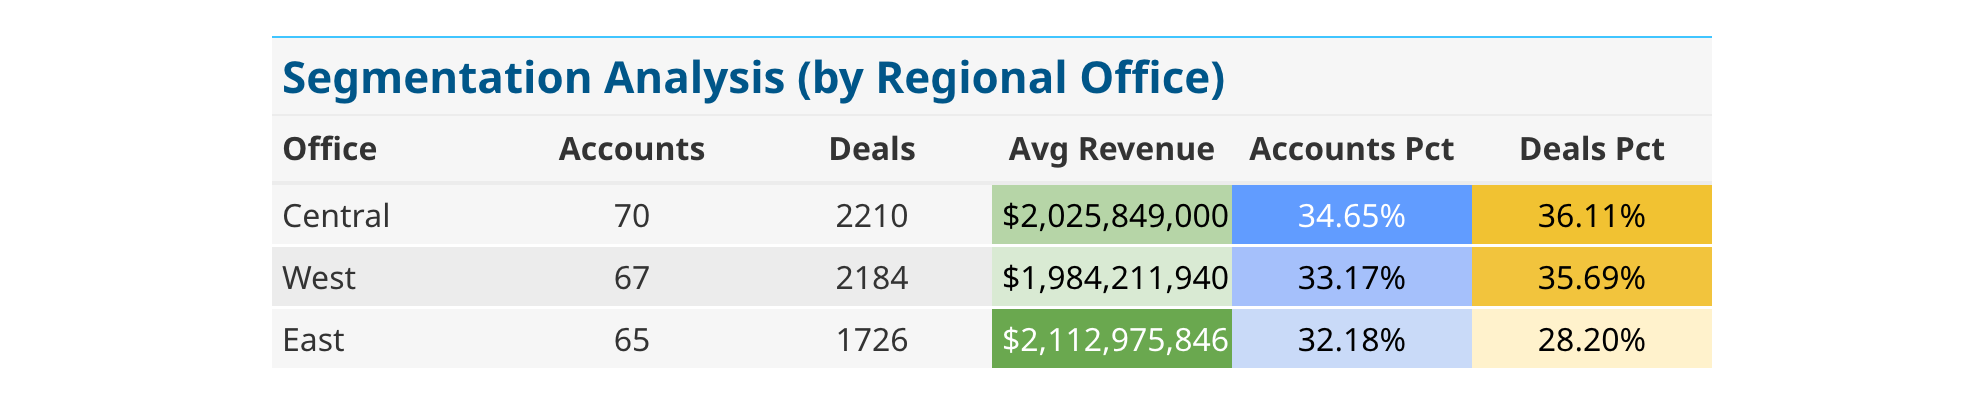 Segmentation Analysis (by Regional Office)
Office Accounts Deals Avg Revenue Accounts Pct Deals Pct
Central 70 2210 $2,025,849,000 34.65% 36.11%
West 67 2184 $1,984,211,940 33.17% 35.69%
East 65 1726 $2,112,975,846 32.18% 28.20%